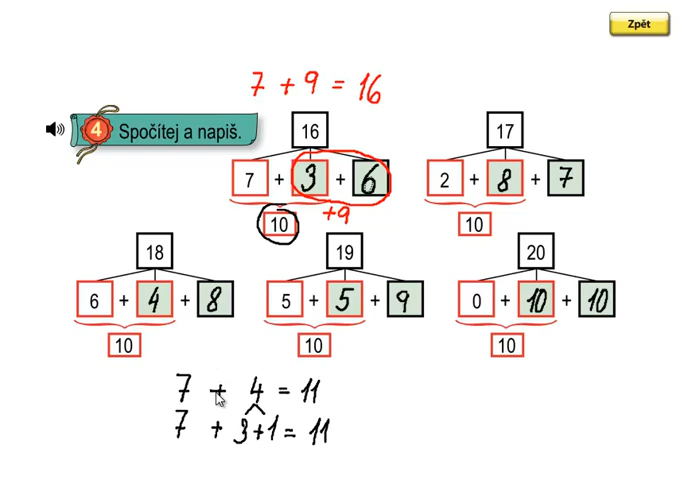 Zpět
7 + 9 = 16
4 Spočítej a napiš.
16
7 + 3 + 6
10
+9
17
2 + 8 + 7
10
18
6 + 4 + 8
10
19
5 + 5 + 9
10
20
0 + 10 + 10
10
7 + 4 = 11
7 + 3+1 = 11